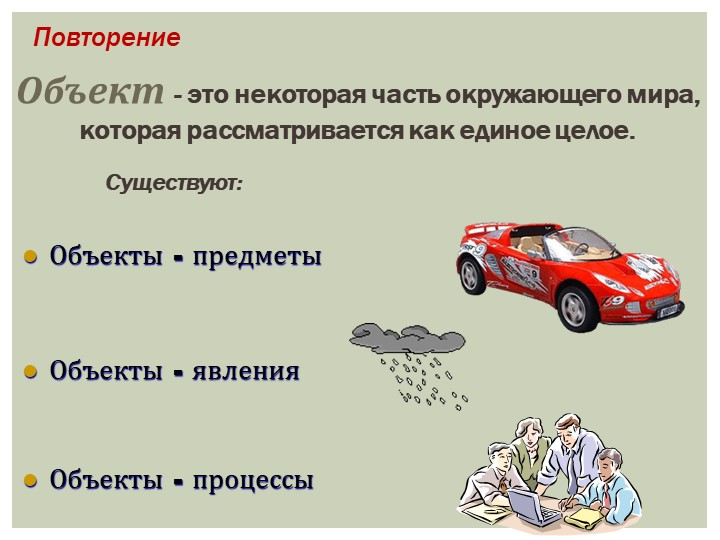 Повторение
Объект - это некоторая часть окружающего мира,
которая рассматривается как единое целое.
Существуют:
Объекты - предметы
Объекты - явления
Объекты - процессы